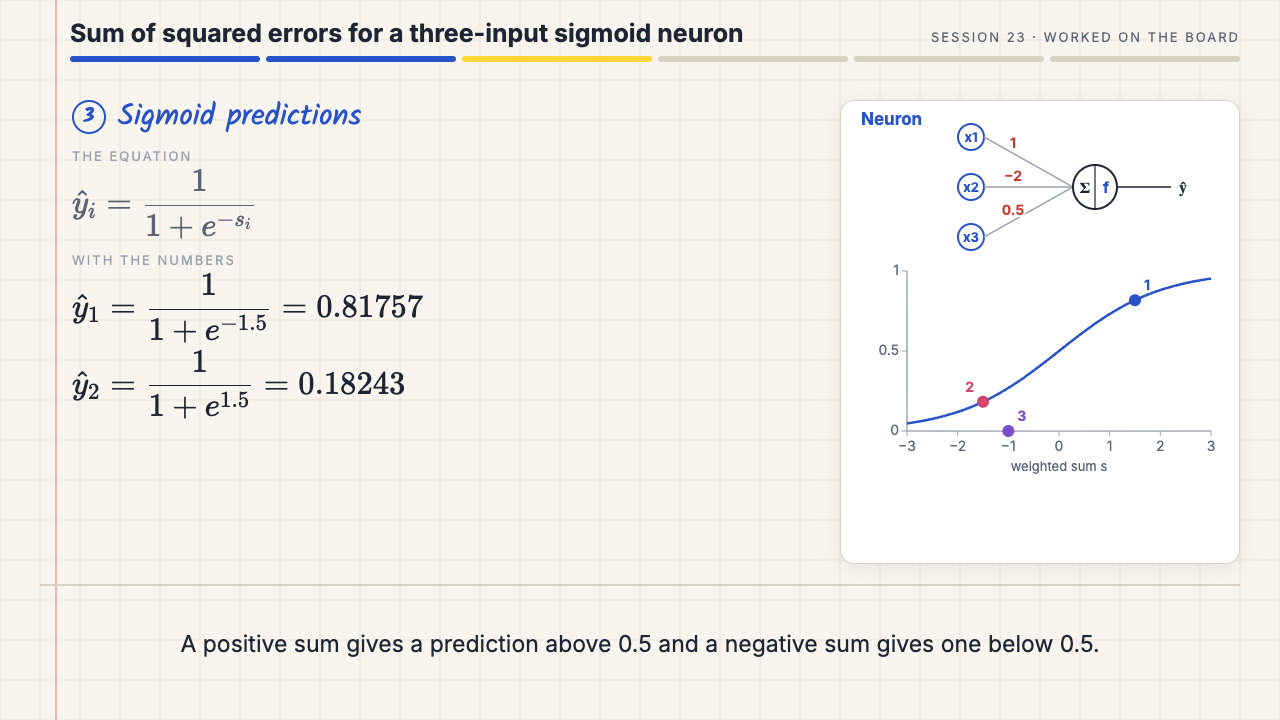 Sum of squared errors for a three-input sigmoid neuron
SESSION 23 · WORKED ON THE BOARD
3 Sigmoid predictions
THE EQUATION
ŷᵢ = 1 / (1 + e^(−sᵢ))
WITH THE NUMBERS
ŷ₁ = 1 / (1 + e^(−1.5)) = 0.81757
ŷ₂ = 1 / (1 + e^(1.5)) = 0.18243
Neuron
x1
x2
x3
1
−2
0.5
Σ f
ŷ
1
0.5
0
1
2
3
−3 −2 −1 0 1 2 3
weighted sum s
A positive sum gives a prediction above 0.5 and a negative sum gives one below 0.5.